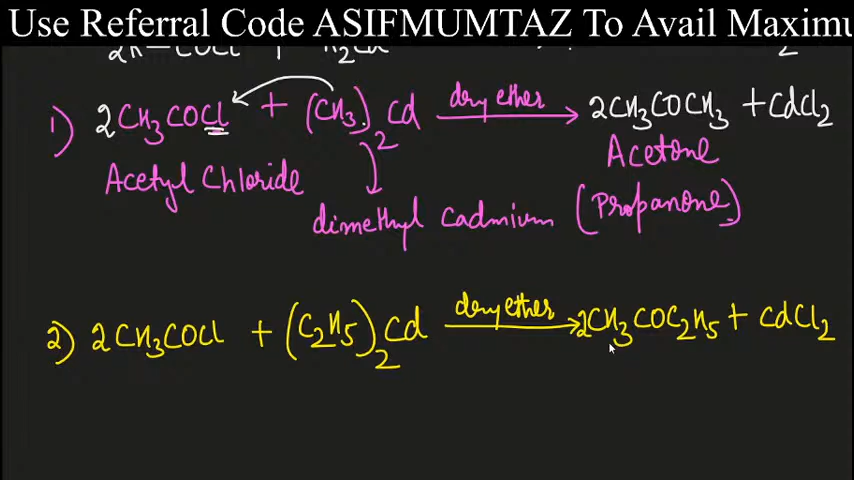 Use Referral Code ASIFMUMTAZ To Avail Maximu
1) 2CH₃COCl + (CH₃)₂Cd dry ether 2CH₃COCH₃ + CdCl₂
Acetyl Chloride Acetone
dimethyl Cadmium (Propanone)
2) 2CH₃COCl + (C₂H₅)₂Cd dry ether 2CH₃COC₂H₅ + CdCl₂